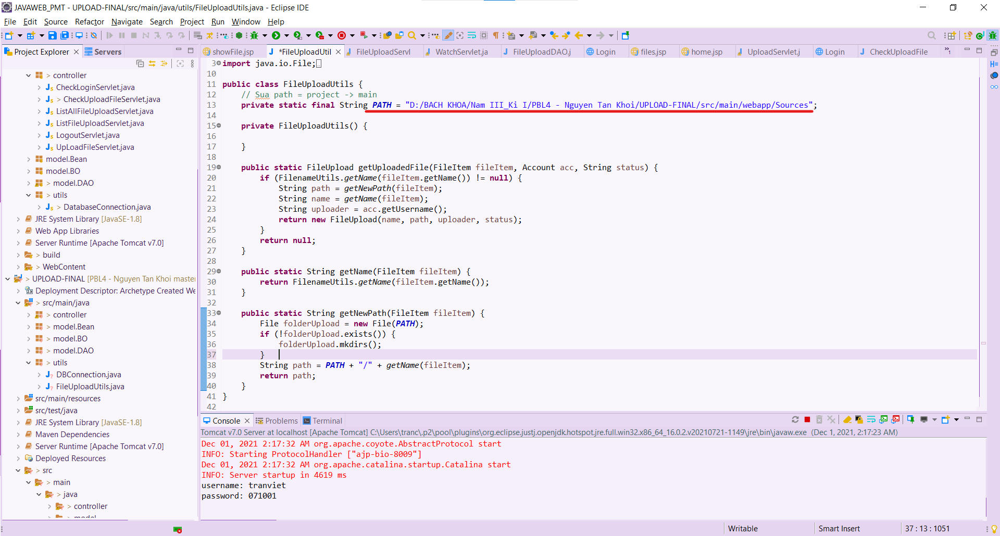 JAVAWEB_PMT - UPLOAD-FINAL/src/main/java/utils/FileUploadUtils.java - Eclipse IDE
File Edit Source Refactor Navigate Search Project Run Window Help
Project Explorer
Servers
> controller
CheckLoginServlet.java
> CheckUploadFileServlet.java
ListAllFileUploadServlet.java
ListFileUploadServlet.java
LogoutServlet.java
UpLoadFileServlet.java
model.Bean
model.BO
> model.DAO
> utils
> DatabaseConnection.java
JRE System Library [JavaSE-1.8]
Web App Libraries
Server Runtime [Apache Tomcat v7.0]
> build
> WebContent
> UPLOAD-FINAL [PBL4 - Nguyen Tan Khoi master
Deployment Descriptor: Archetype Created We
> src/main/java
> controller
> model.Bean
> model.BO
> model.DAO
> utils
DBConnection.java
FileUploadUtils.java
src/main/resources
src/test/java
JRE System Library [JavaSE-1.8]
Maven Dependencies
Server Runtime [Apache Tomcat v7.0]
Deployed Resources
> src
> main
> java
> controller
showFile.jsp
*FileUploadUtil
FileUploadServl
WatchServlet.ja
FileUploadDAO.j
Login
files.jsp
home.jsp
UploadServlet.j
Login
CheckUploadFile
»1
3 import java.io.File;
10
11 public class FileUploadUtils {
12 // Sua path = project -> main
13 private static final String PATH = "D:/BACH KHOA/Nam III_Ki I/PBL4 - Nguyen Tan Khoi/UPLOAD-FINAL/src/main/webapp/Sources";
14
15 private FileUploadUtils() {
16
17 }
18
19 public static FileUpload getUploadedFile(FileItem fileItem, Account acc, String status) {
20 if (FilenameUtils.getName(fileItem.getName()) != null) {
21 String path = getNewPath(fileItem);
22 String name = getName(fileItem);
23 String uploader = acc.getUsername();
24 return new FileUpload(name, path, uploader, status);
25 }
26 return null;
27 }
28
29 public static String getName(FileItem fileItem) {
30 return FilenameUtils.getName(fileItem.getName());
31 }
32
33 public static String getNewPath(FileItem fileItem) {
34 File folderUpload = new File(PATH);
35 if (!folderUpload.exists()) {
36 folderUpload.mkdirs();
37 }
38 String path = PATH + "/" + getName(fileItem);
39 return path;
40 }
41 }
42
Console
Problems
Terminal
Tomcat v7.0 Server at localhost [Apache Tomcat] C:\Users\tranc\.p2\pool\plugins\org.eclipse.justj.openjdk.hotspot.jre.full.win32.x86_64_16.0.2.v20210721-1149\jre\bin\javaw.exe (Dec 1, 2021, 2:17:23 AM)
Dec 01, 2021 2:17:32 AM org.apache.coyote.AbstractProtocol start
INFO: Starting ProtocolHandler ["ajp-bio-8009"]
Dec 01, 2021 2:17:32 AM org.apache.catalina.startup.Catalina start
INFO: Server startup in 4619 ms
username: tranviet
password: 071001
Writable
Smart Insert
37 : 13 : 1051